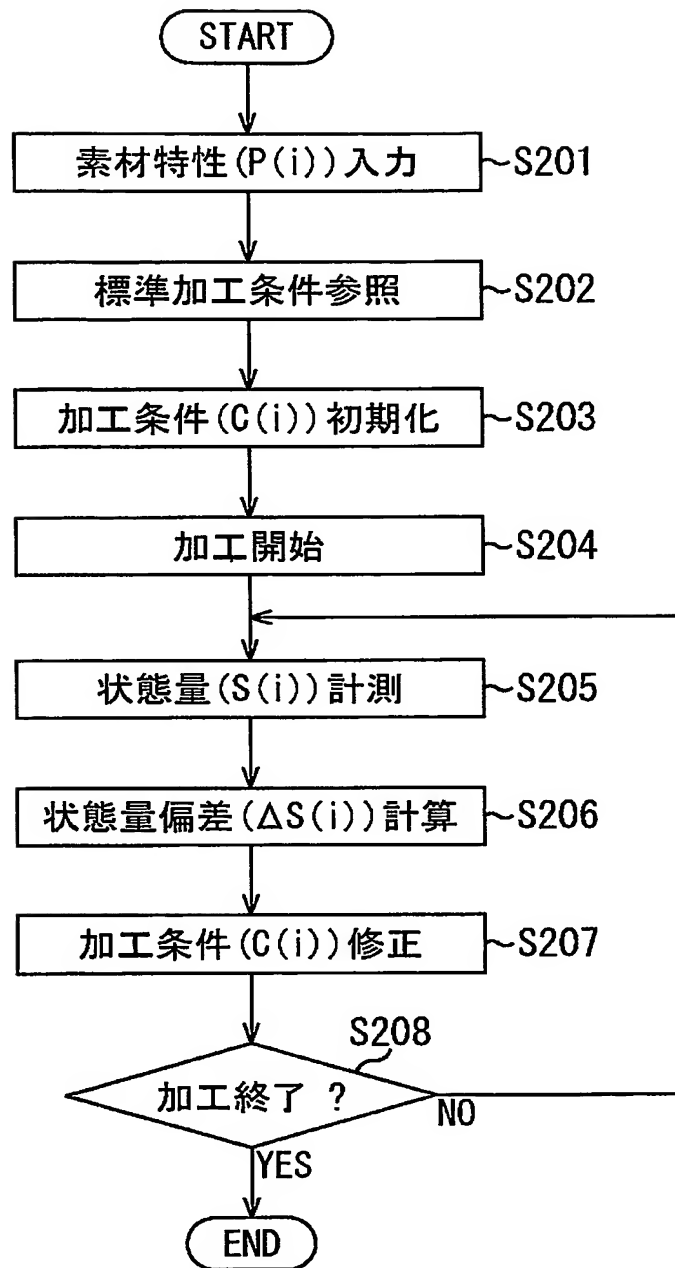 START
素材特性(P(i))入力 ~S201
標準加工条件参照 ~S202
加工条件(C(i))初期化 ~S203
加工開始 ~S204
状態量(S(i))計測 ~S205
状態量偏差(ΔS(i))計算 ~S206
加工条件(C(i))修正 ~S207
S208
加工終了 ?
NO
YES
END